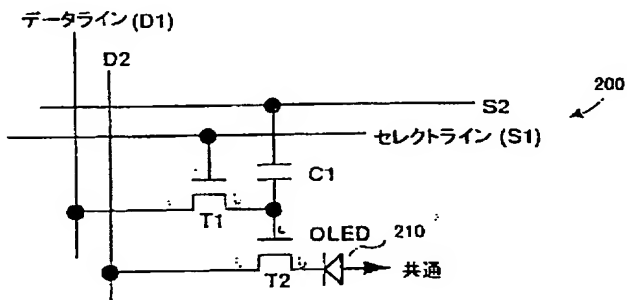 データライン(D1)
D2
200
S2
セレクトライン(S1)
C1
T1
OLED 210
T2
共通